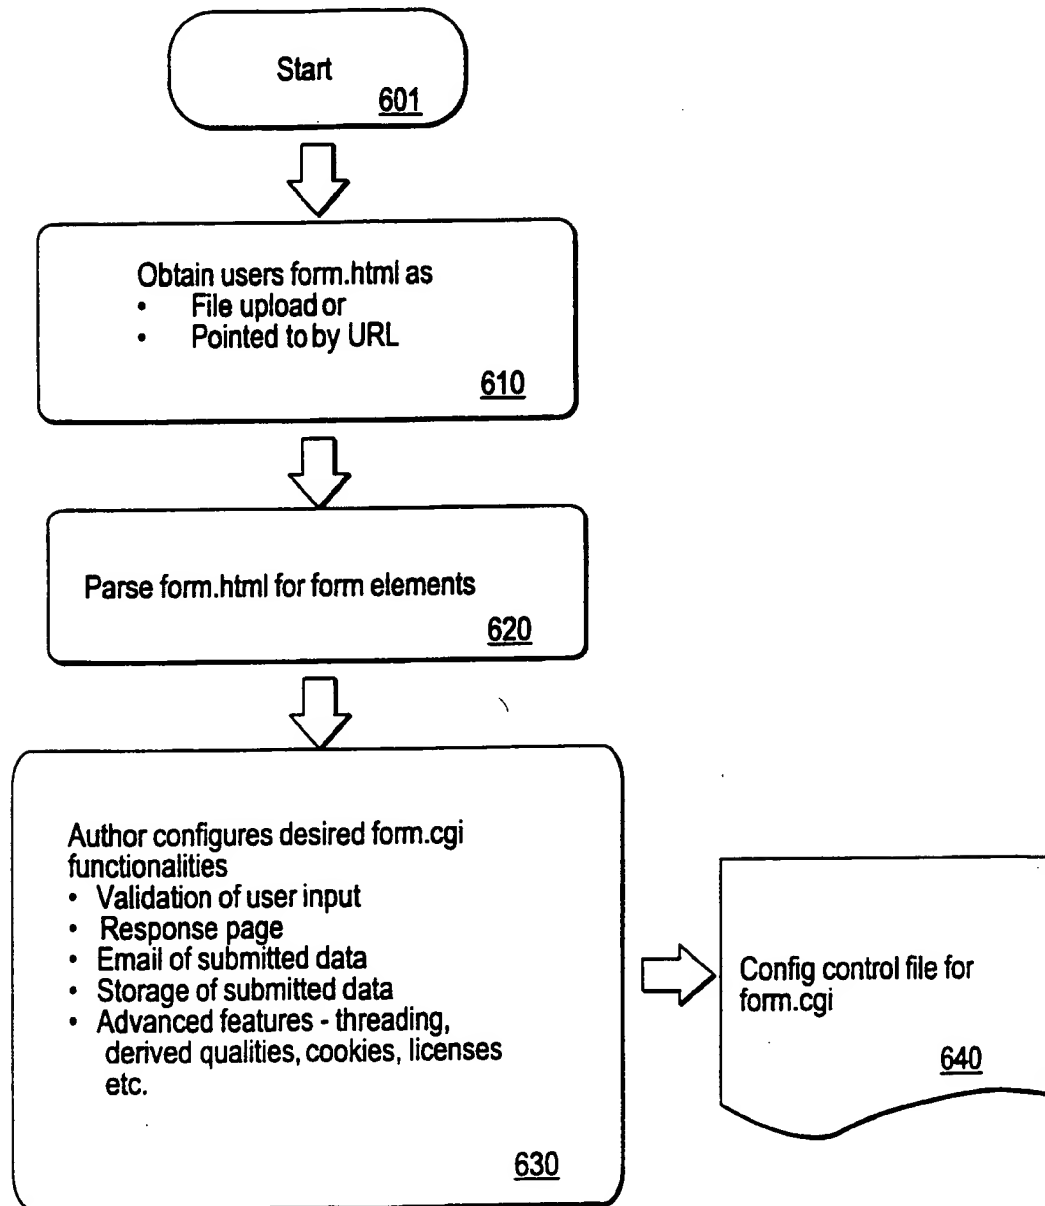 Start
601
Obtain users form.html as
• File upload or
• Pointed to by URL
610
Parse form.html for form elements
620
Author configures desired form.cgi
functionalities
• Validation of user input
• Response page
• Email of submitted data
• Storage of submitted data
• Advanced features - threading,
derived qualities, cookies, licenses
etc.
630
Config control file for
form.cgi
640